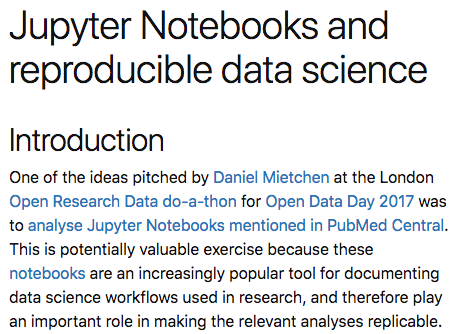 Jupyter Notebooks and
reproducible data science
Introduction
One of the ideas pitched by Daniel Mietchen at the London
Open Research Data do-a-thon for Open Data Day 2017 was
to analyse Jupyter Notebooks mentioned in PubMed Central.
This is potentially valuable exercise because these
notebooks are an increasingly popular tool for documenting
data science workflows used in research, and therefore play
an important role in making the relevant analyses replicable.